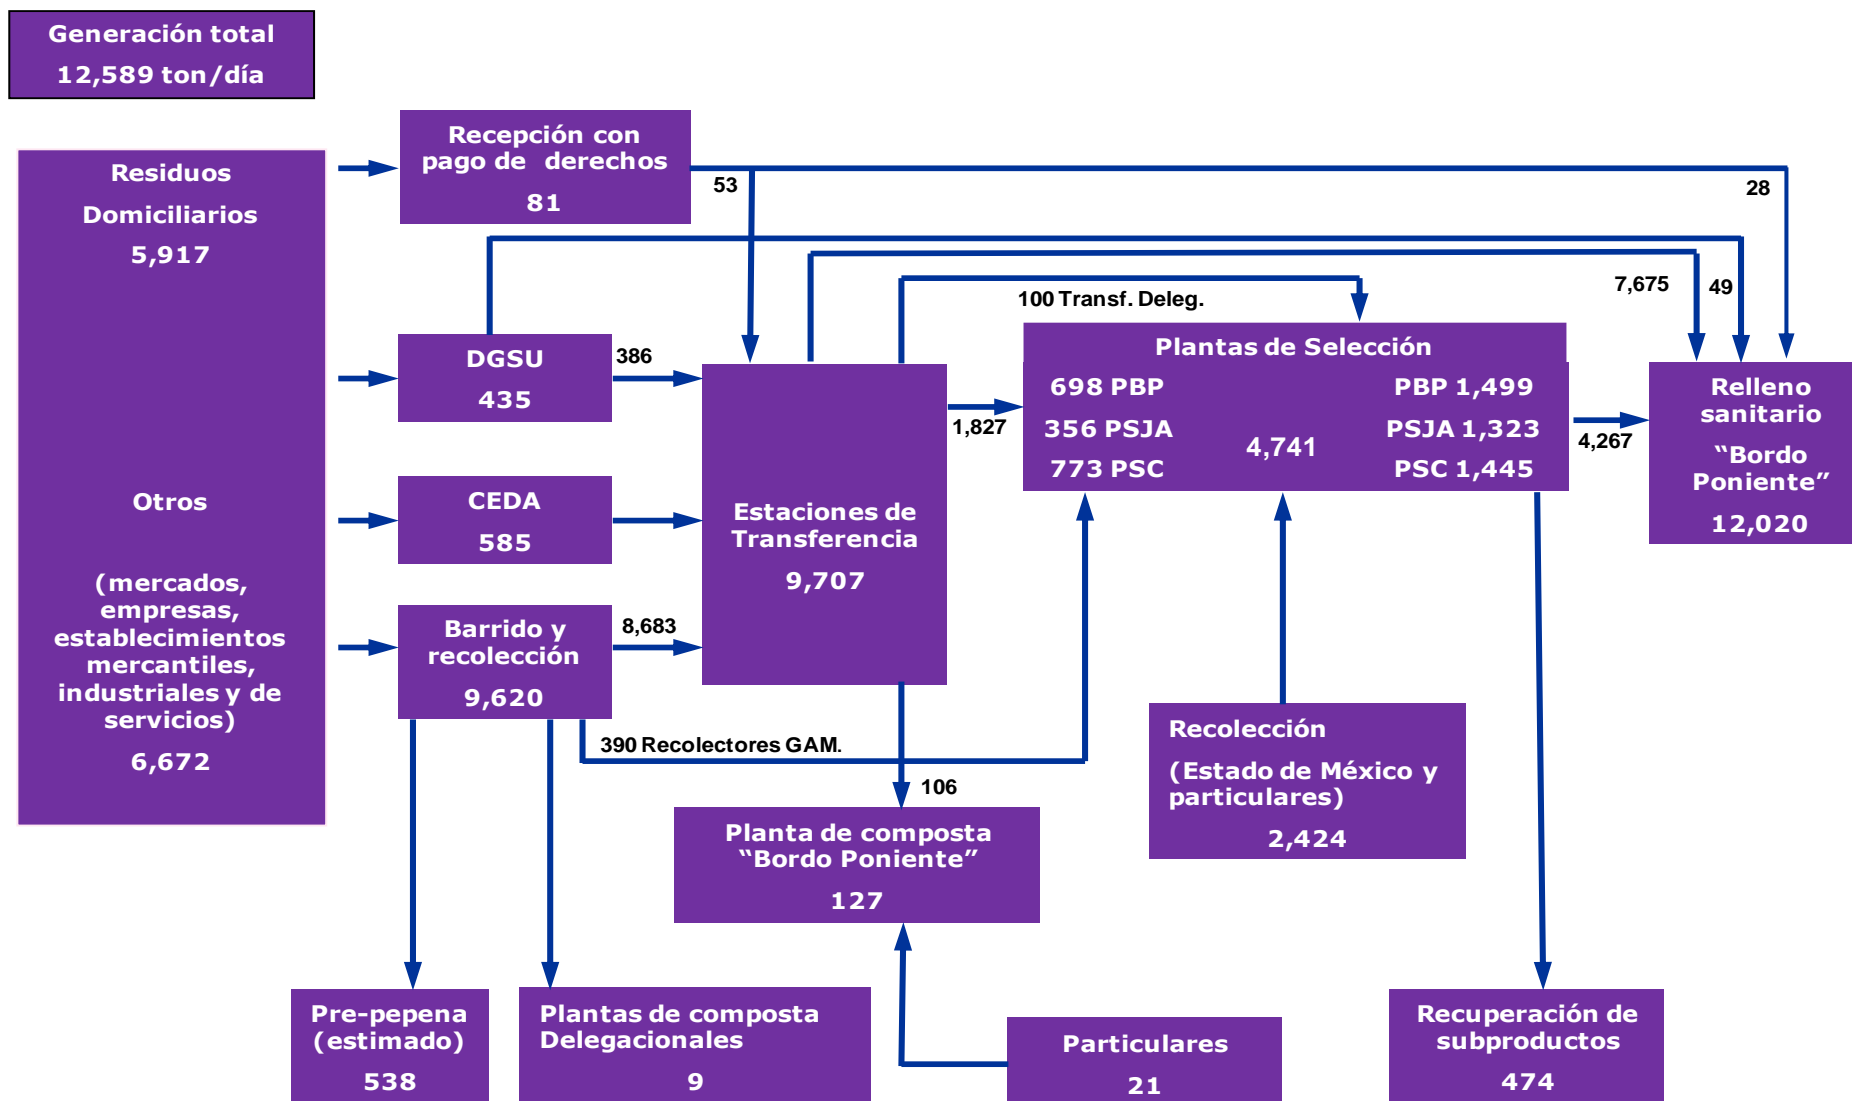 Generación total
12,589 ton/día
Residuos
Domiciliarios
5,917
Otros
(mercados,
empresas,
establecimientos
mercantiles,
industriales y de
servicios)
6,672
Recepción con
pago de derechos
81
53
28
DGSU
435
386
CEDA
585
Barrido y
recolección
9,620
8,683
390 Recolectores GAM.
Estaciones de
Transferencia
9,707
100 Transf. Deleg.
1,827
7,675
49
Plantas de Selección
698 PBP
356 PSJA
773 PSC
4,741
PBP 1,499
PSJA 1,323
PSC 1,445
4,267
Relleno
sanitario
“Bordo
Poniente”
12,020
106
Planta de composta
“Bordo Poniente”
127
Recolección
(Estado de México y
particulares)
2,424
Pre-pepena
(estimado)
538
Plantas de composta
Delegacionales
9
Particulares
21
Recuperación de
subproductos
474